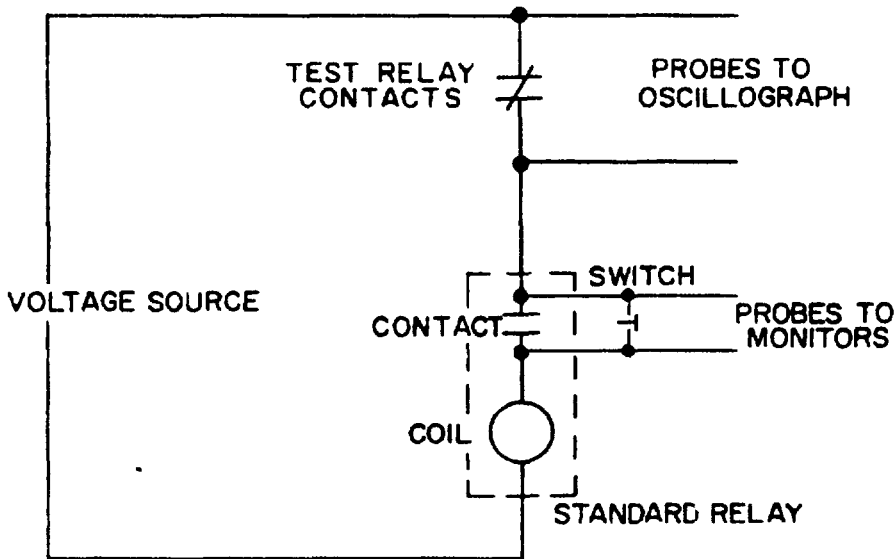 TEST RELAY
CONTACTS
PROBES TO
OSCILLOGRAPH
SWITCH
VOLTAGE SOURCE
CONTACT
PROBES TO
MONITORS
COIL
STANDARD RELAY